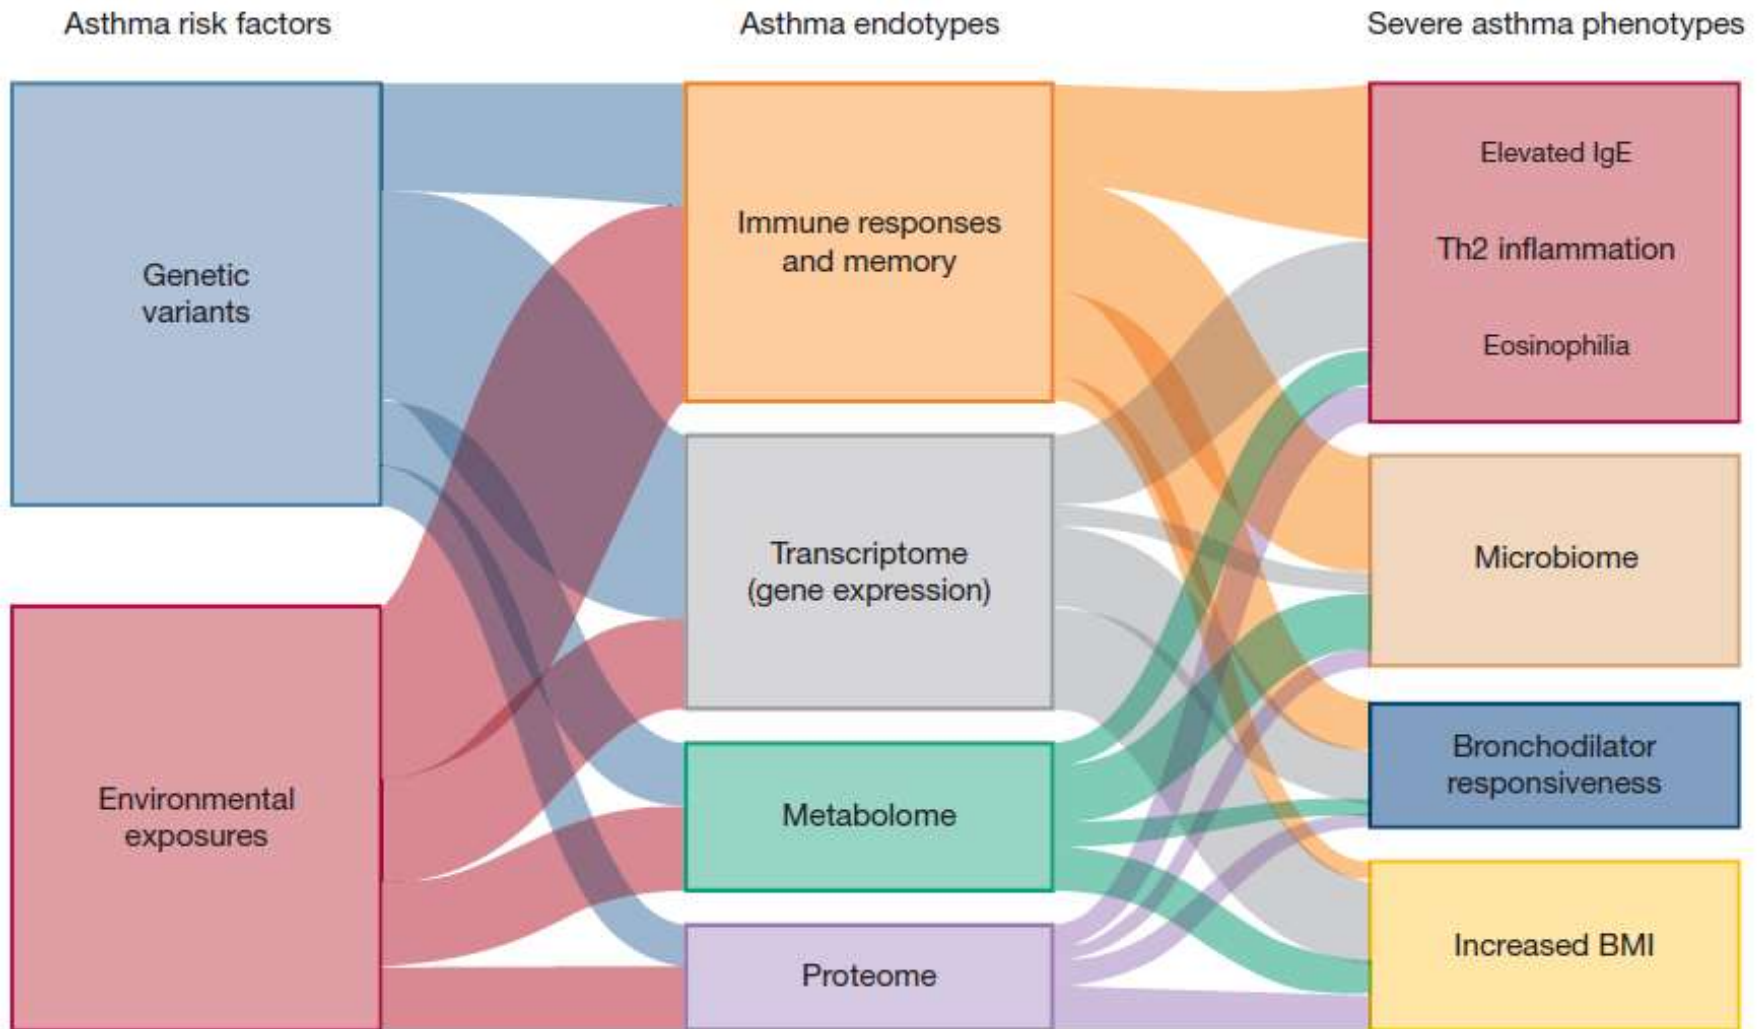 Asthma risk factors
Asthma endotypes
Severe asthma phenotypes
Genetic
variants
Environmental
exposures
Immune responses
and memory
Transcriptome
(gene expression)
Metabolome
Proteome
Elevated IgE
Th2 inflammation
Eosinophilia
Microbiome
Bronchodilator
responsiveness
Increased BMI